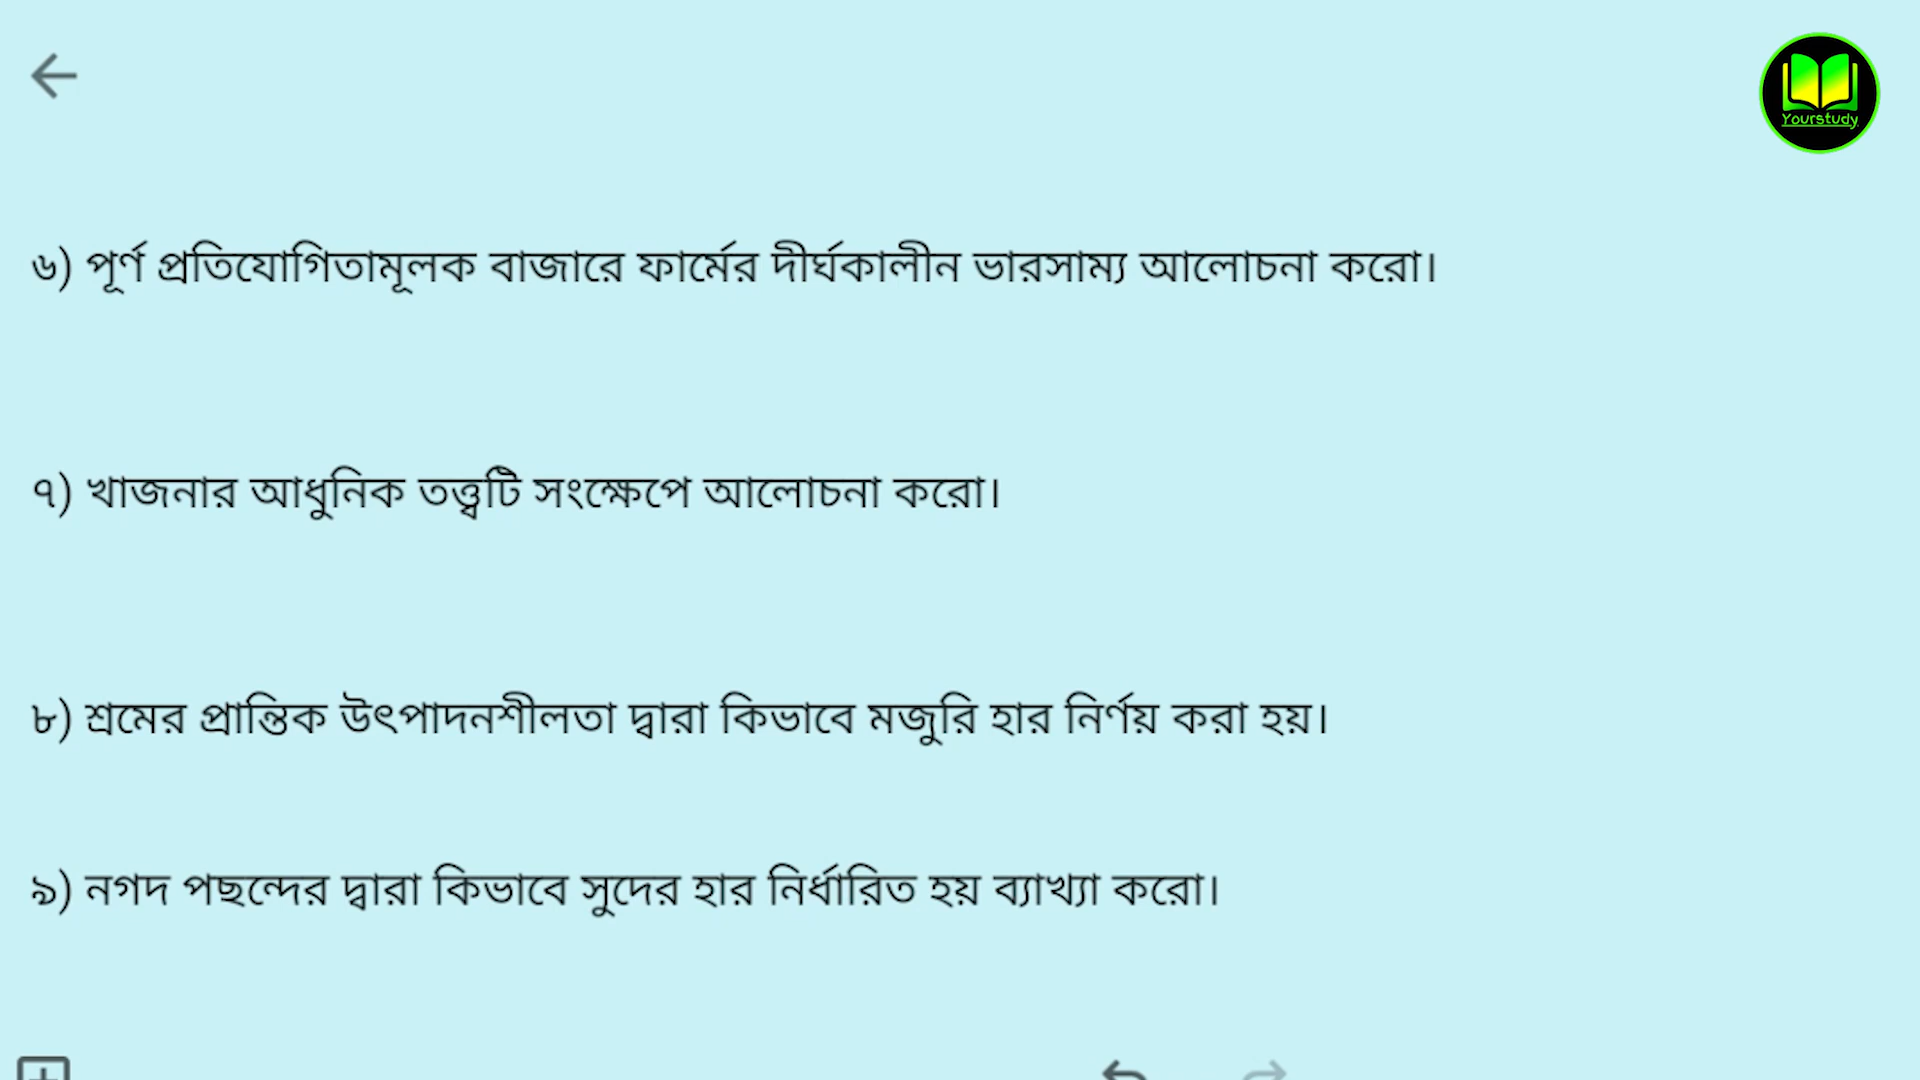 Yourstudy
৬) পূর্ণ প্রতিযোগিতামূলক বাজারে ফার্মের দীর্ঘকালীন ভারসাম্য আলোচনা করো।
৭) খাজনার আধুনিক তত্ত্বটি সংক্ষেপে আলোচনা করো।
৮) শ্রমের প্রান্তিক উৎপাদনশীলতা দ্বারা কিভাবে মজুরি হার নির্ণয় করা হয়।
৯) নগদ পছন্দের দ্বারা কিভাবে সুদের হার নির্ধারিত হয় ব্যাখ্যা করো।